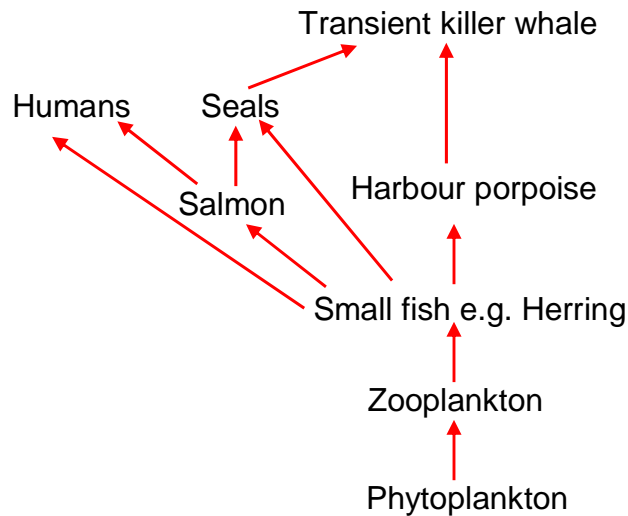 Transient killer whale
Humans
Seals
Harbour porpoise
Salmon
Small fish e.g. Herring
Zooplankton
Phytoplankton